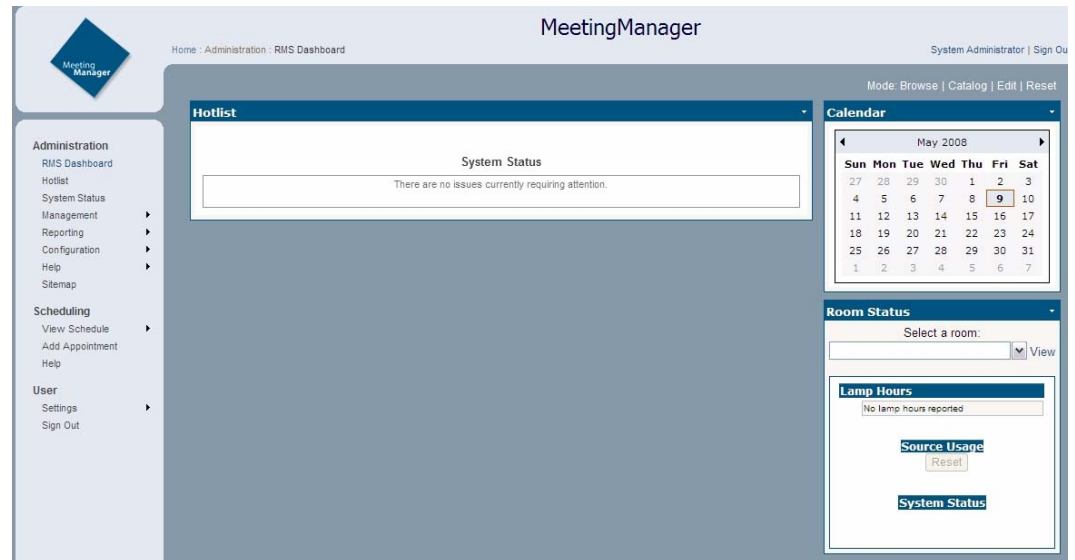 MeetingManager
Meeting
Manager
Home : Administration : RMS Dashboard
System Administrator | Sign Ou
Mode: Browse | Catalog | Edit | Reset
Administration
RMS Dashboard
Hotlist
System Status
Management
Reporting
Configuration
Help
Sitemap
Scheduling
View Schedule
Add Appointment
Help
User
Settings
Sign Out
Hotlist
System Status
There are no issues currently requiring attention.
Calendar
May 2008
Sun Mon Tue Wed Thu Fri Sat
27 28 29 30 1 2 3
4 5 6 7 8 9 10
11 12 13 14 15 16 17
18 19 20 21 22 23 24
25 26 27 28 29 30 31
1 2 3 4 5 6 7
Room Status
Select a room:
View
Lamp Hours
No lamp hours reported
Source Usage
Reset
System Status